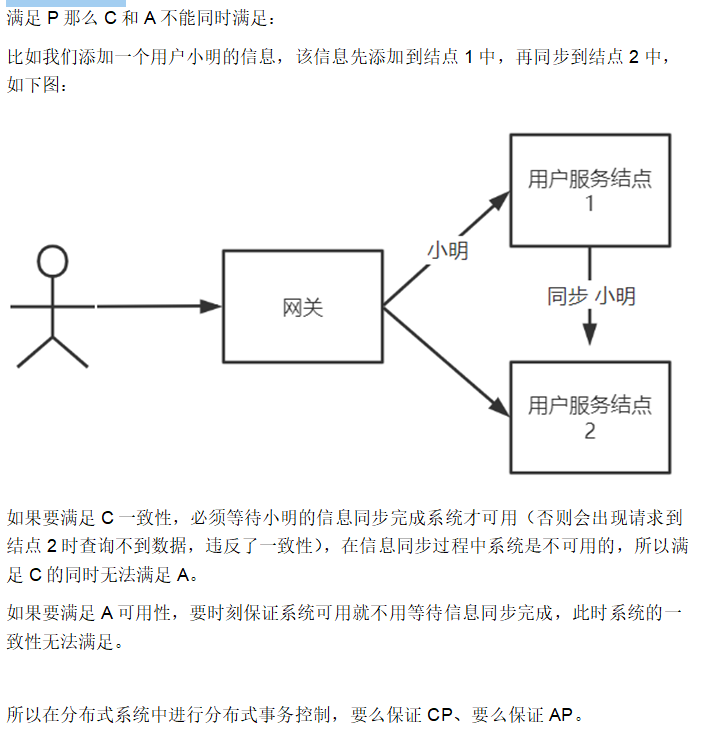 满足 P 那么 C 和 A 不能同时满足：
比如我们添加一个用户小明的信息，该信息先添加到结点 1 中，再同步到结点 2 中，
如下图：
用户服务结点
1
小明
网关
同步 小明
用户服务结点
2
如果要满足 C 一致性，必须等待小明的信息同步完成系统才可用（否则会出现请求到
结点 2 时查询不到数据，违反了一致性），在信息同步过程中系统是不可用的，所以满
足 C 的同时无法满足 A。
如果要满足 A 可用性，要时刻保证系统可用就不用等待信息同步完成，此时系统的一
致性无法满足。
所以在分布式系统中进行分布式事务控制，要么保证 CP、要么保证 AP。